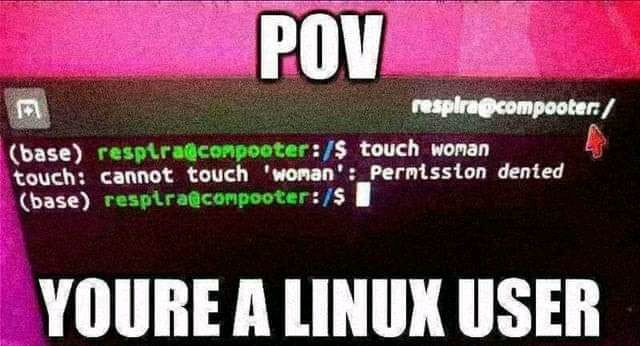 POV
respira@compooter: /
(base) respira@compooter:/$ touch woman
touch: cannot touch 'woman': Permission denied
(base) respira@compooter:/$
YOURE A LINUX USER